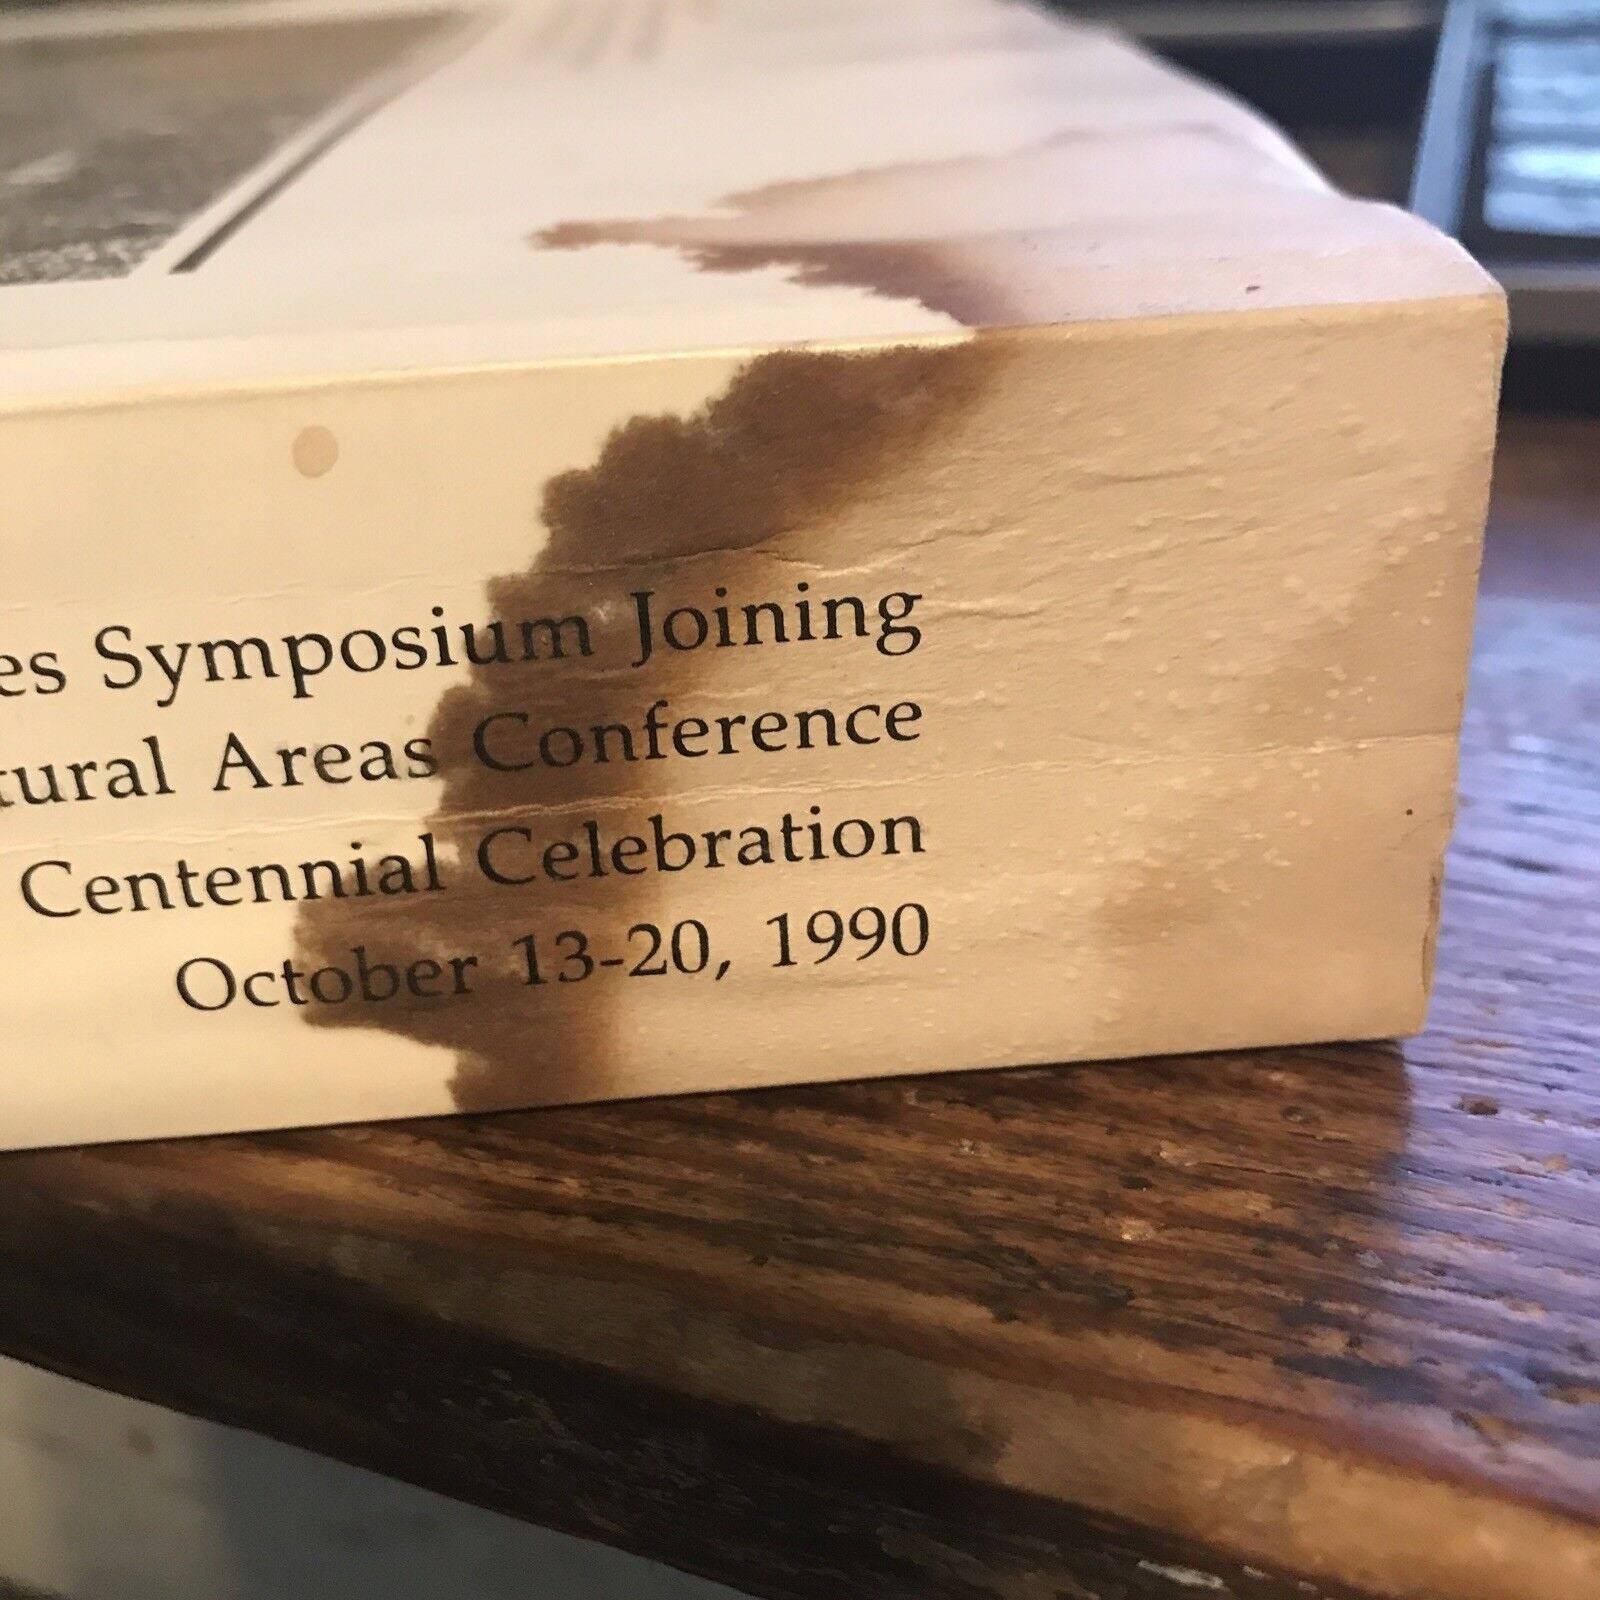 es Symposium Joining
tural Areas Conference
Centennial Celebration
October 13-20, 1990